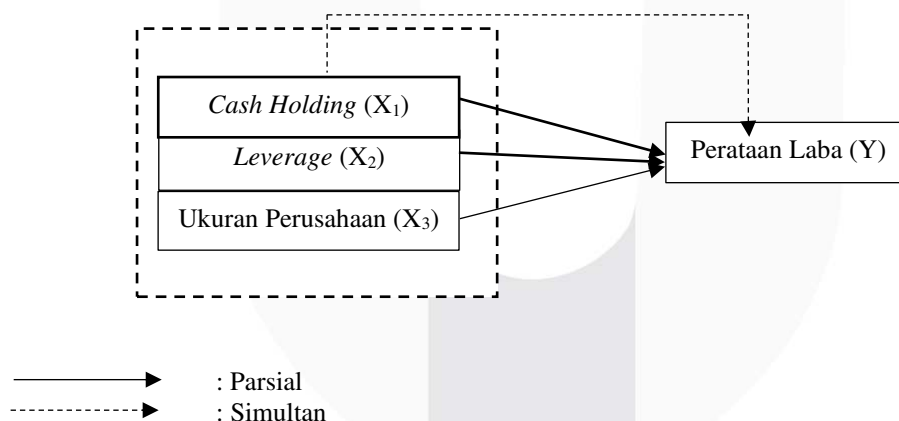 Cash Holding (X₁)
Leverage (X₂)
Ukuran Perusahaan (X₃)
Perataan Laba (Y)
: Parsial
: Simultan